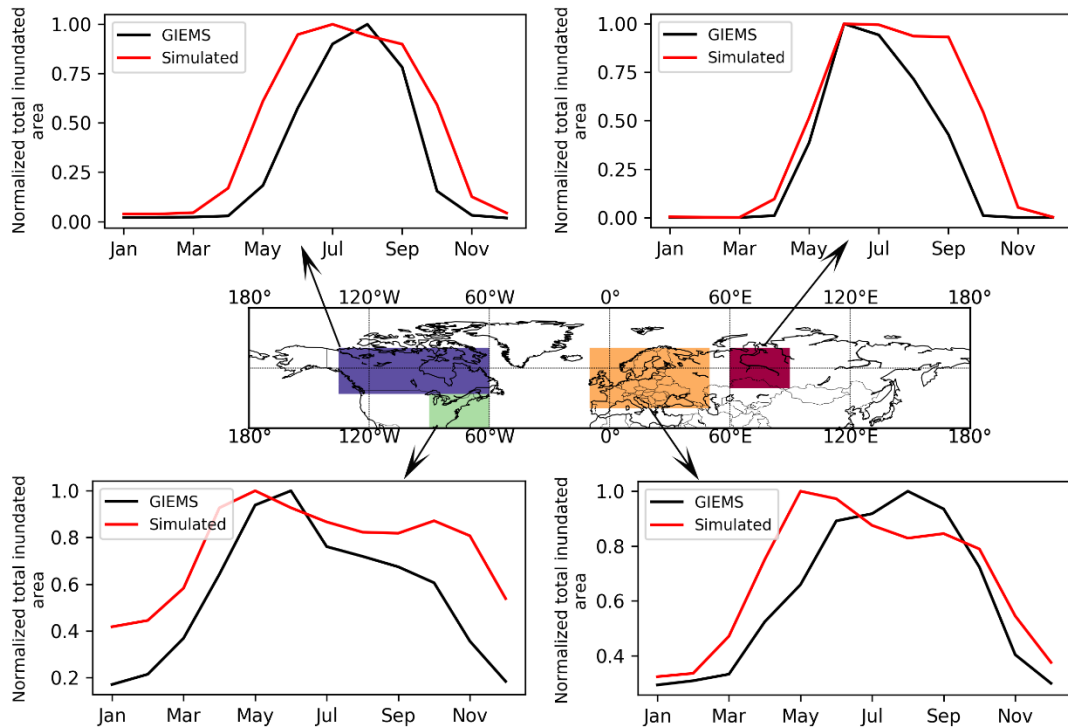 Normalized total inundated
area
1.00
0.75
0.50
0.25
0.00
GIEMS
Simulated
Jan Mar May Jul Sep Nov
Normalized total inundated
area
1.00
0.75
0.50
0.25
0.00
GIEMS
Simulated
Jan Mar May Jul Sep Nov
180° 120°W 60°W 0° 60°E 120°E 180°
180° 120°W 60°W 0° 60°E 120°E 180°
Normalized total inundated
area
1.0
0.8
0.6
0.4
0.2
GIEMS
Simulated
Jan Mar May Jul Sep Nov
Normalized total inundated
area
1.0
0.8
0.6
0.4
GIEMS
Simulated
Jan Mar May Jul Sep Nov